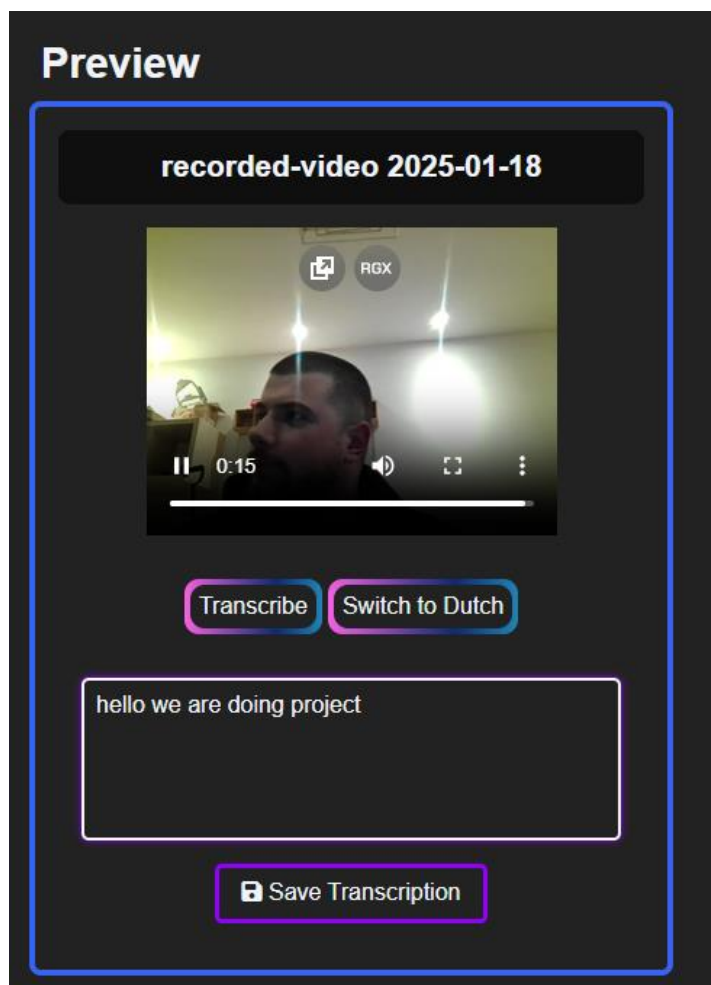 Preview
recorded-video 2025-01-18
RGX
0:15
Transcribe Switch to Dutch
hello we are doing project
Save Transcription